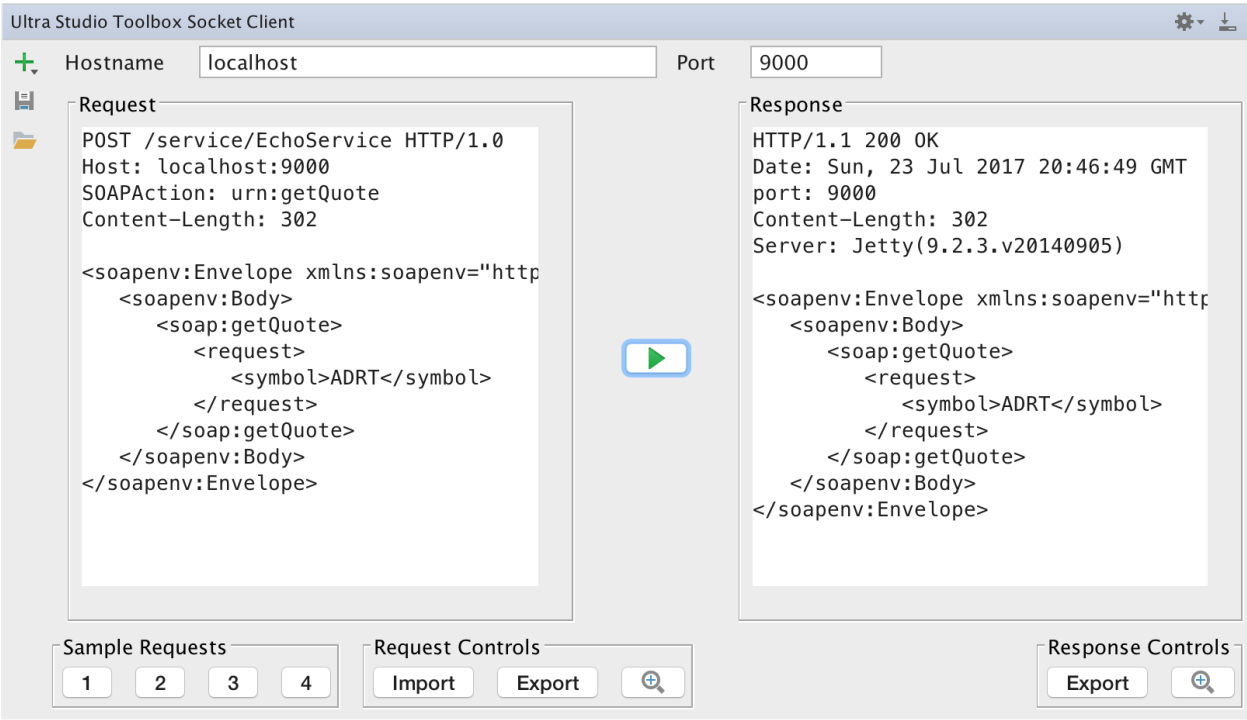 Ultra Studio Toolbox Socket Client
Hostname localhost Port 9000
Request
POST /service/EchoService HTTP/1.0
Host: localhost:9000
SOAPAction: urn:getQuote
Content-Length: 302
<soapenv:Envelope xmlns:soapenv="http
<soapenv:Body>
<soap:getQuote>
<request>
<symbol>ADRT</symbol>
</request>
</soap:getQuote>
</soapenv:Body>
</soapenv:Envelope>
Response
HTTP/1.1 200 OK
Date: Sun, 23 Jul 2017 20:46:49 GMT
port: 9000
Content-Length: 302
Server: Jetty(9.2.3.v20140905)
<soapenv:Envelope xmlns:soapenv="http
<soapenv:Body>
<soap:getQuote>
<request>
<symbol>ADRT</symbol>
</request>
</soap:getQuote>
</soapenv:Body>
</soapenv:Envelope>
Sample Requests
1 2 3 4
Request Controls
Import Export
Response Controls
Export